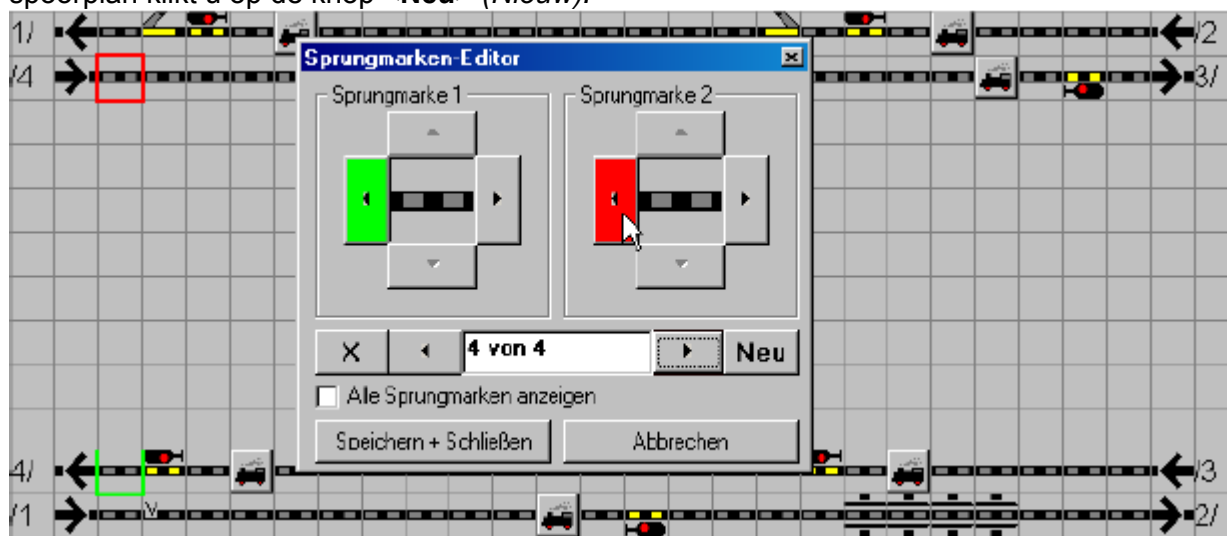 speerplan klikt u op de knop <Neu> (Nieuw).
1/ /2
/4 3/
Sprungmarken-Editor
Sprungmarke 1 Sprungmarke 2
4 von 4 Neu
Alle Sprungmarken anzeigen
Speichern + Schließen Abbrechen
4/ /3
/1 V 2/